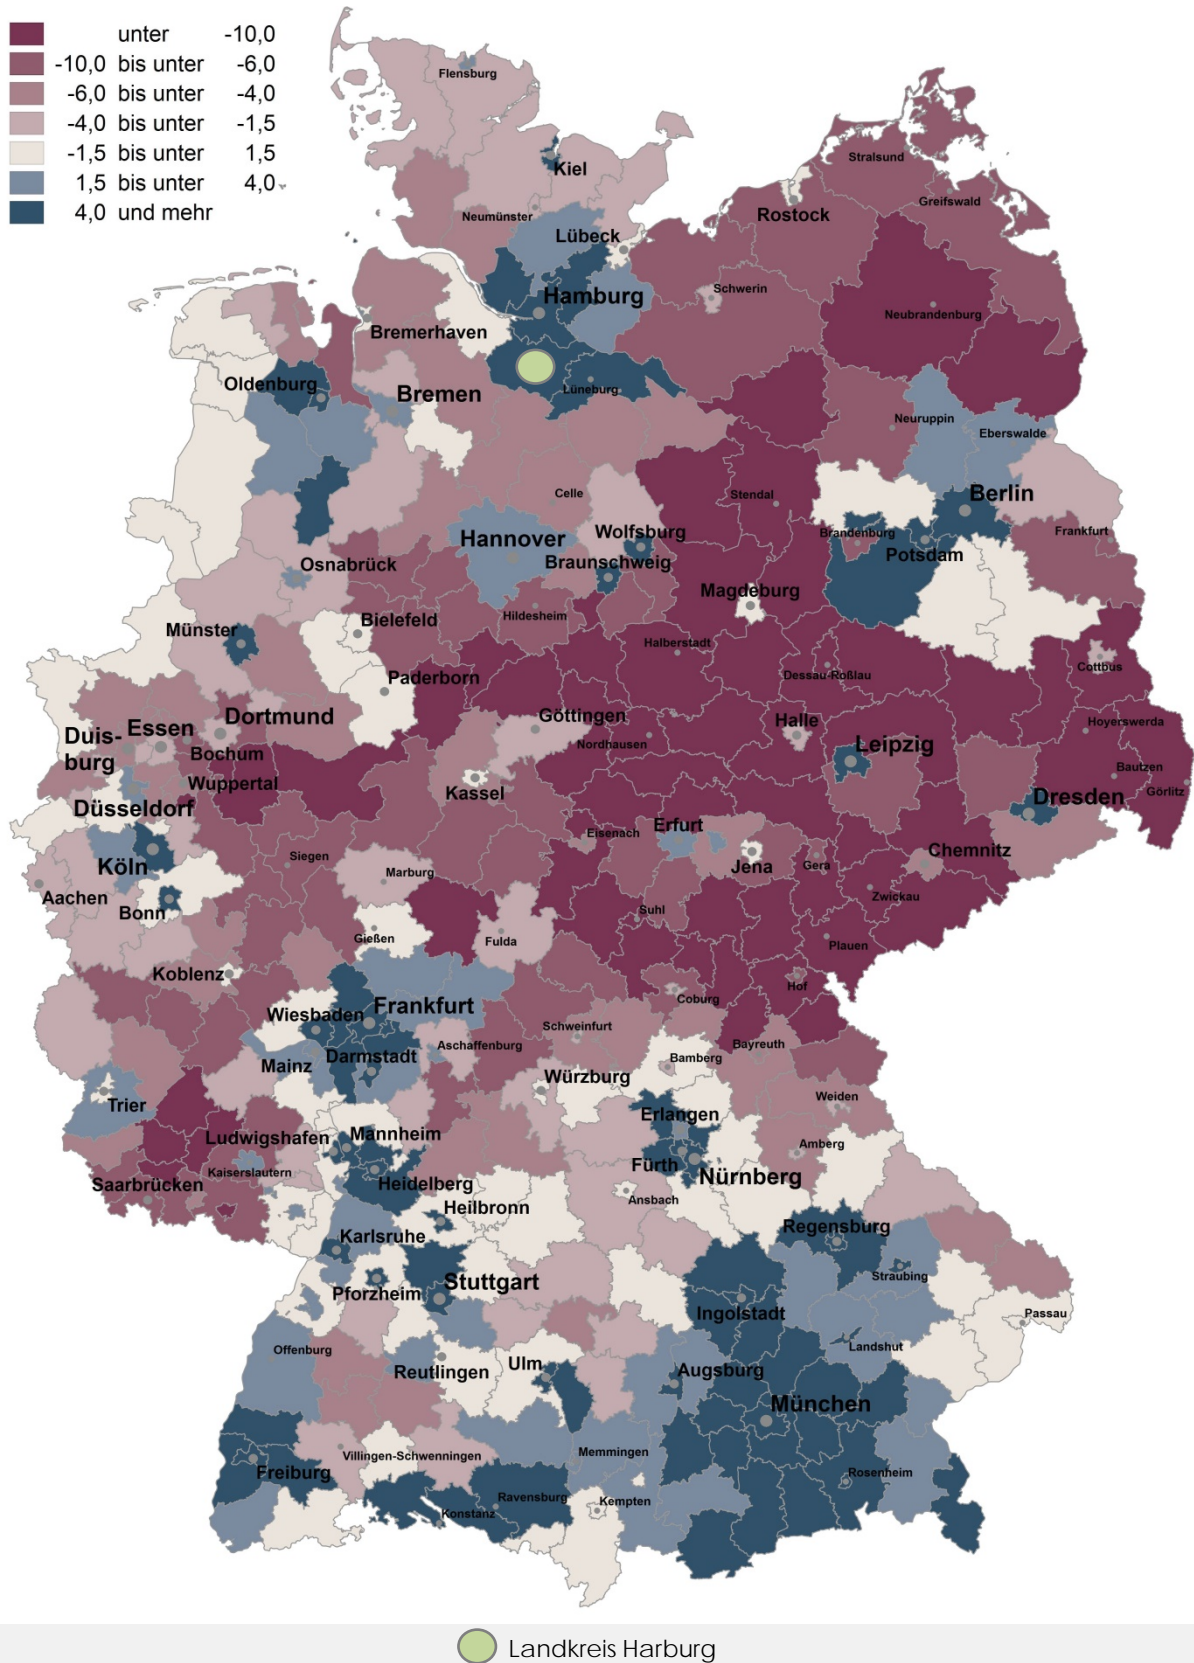 unter -10,0
-10,0 bis unter -6,0
-6,0 bis unter -4,0
-4,0 bis unter -1,5
-1,5 bis unter 1,5
1,5 bis unter 4,0
4,0 und mehr
Flensburg
Kiel
Stralsund
Greifswald
Neumünster
Rostock
Lübeck
Schwerin
Hamburg
Neubrandenburg
Bremerhaven
Oldenburg
Lüneburg
Bremen
Neuruppin
Eberswalde
Celle
Stendal
Berlin
Wolfsburg
Brandenburg
Frankfurt
Hannover
Potsdam
Osnabrück
Braunschweig
Magdeburg
Hildesheim
Bielefeld
Münster
Halberstadt
Cottbus
Paderborn
Dessau-Roßlau
Göttingen
Dortmund
Halle
Hoyerswerda
Duis-
burg
Essen
Nordhausen
Leipzig
Bochum
Bautzen
Wuppertal
Kassel
Görlitz
Düsseldorf
Dresden
Erfurt
Eisenach
Chemnitz
Siegen
Jena
Gera
Köln
Marburg
Aachen
Zwickau
Bonn
Suhl
Gießen
Fulda
Plauen
Koblenz
Hof
Coburg
Frankfurt
Wiesbaden
Schweinfurt
Bayreuth
Aschaffenburg
Darmstadt
Mainz
Bamberg
Würzburg
Weiden
Trier
Erlangen
Mannheim
Ludwigshafen
Amberg
Fürth
Kaiserslautern
Nürnberg
Saarbrücken
Heidelberg
Ansbach
Heilbronn
Regensburg
Karlsruhe
Straubing
Stuttgart
Pforzheim
Ingolstadt
Passau
Offenburg
Landshut
Reutlingen
Ulm
Augsburg
München
Villingen-Schwenningen
Memmingen
Freiburg
Rosenheim
Ravensburg
Kempten
Konstanz
Landkreis Harburg